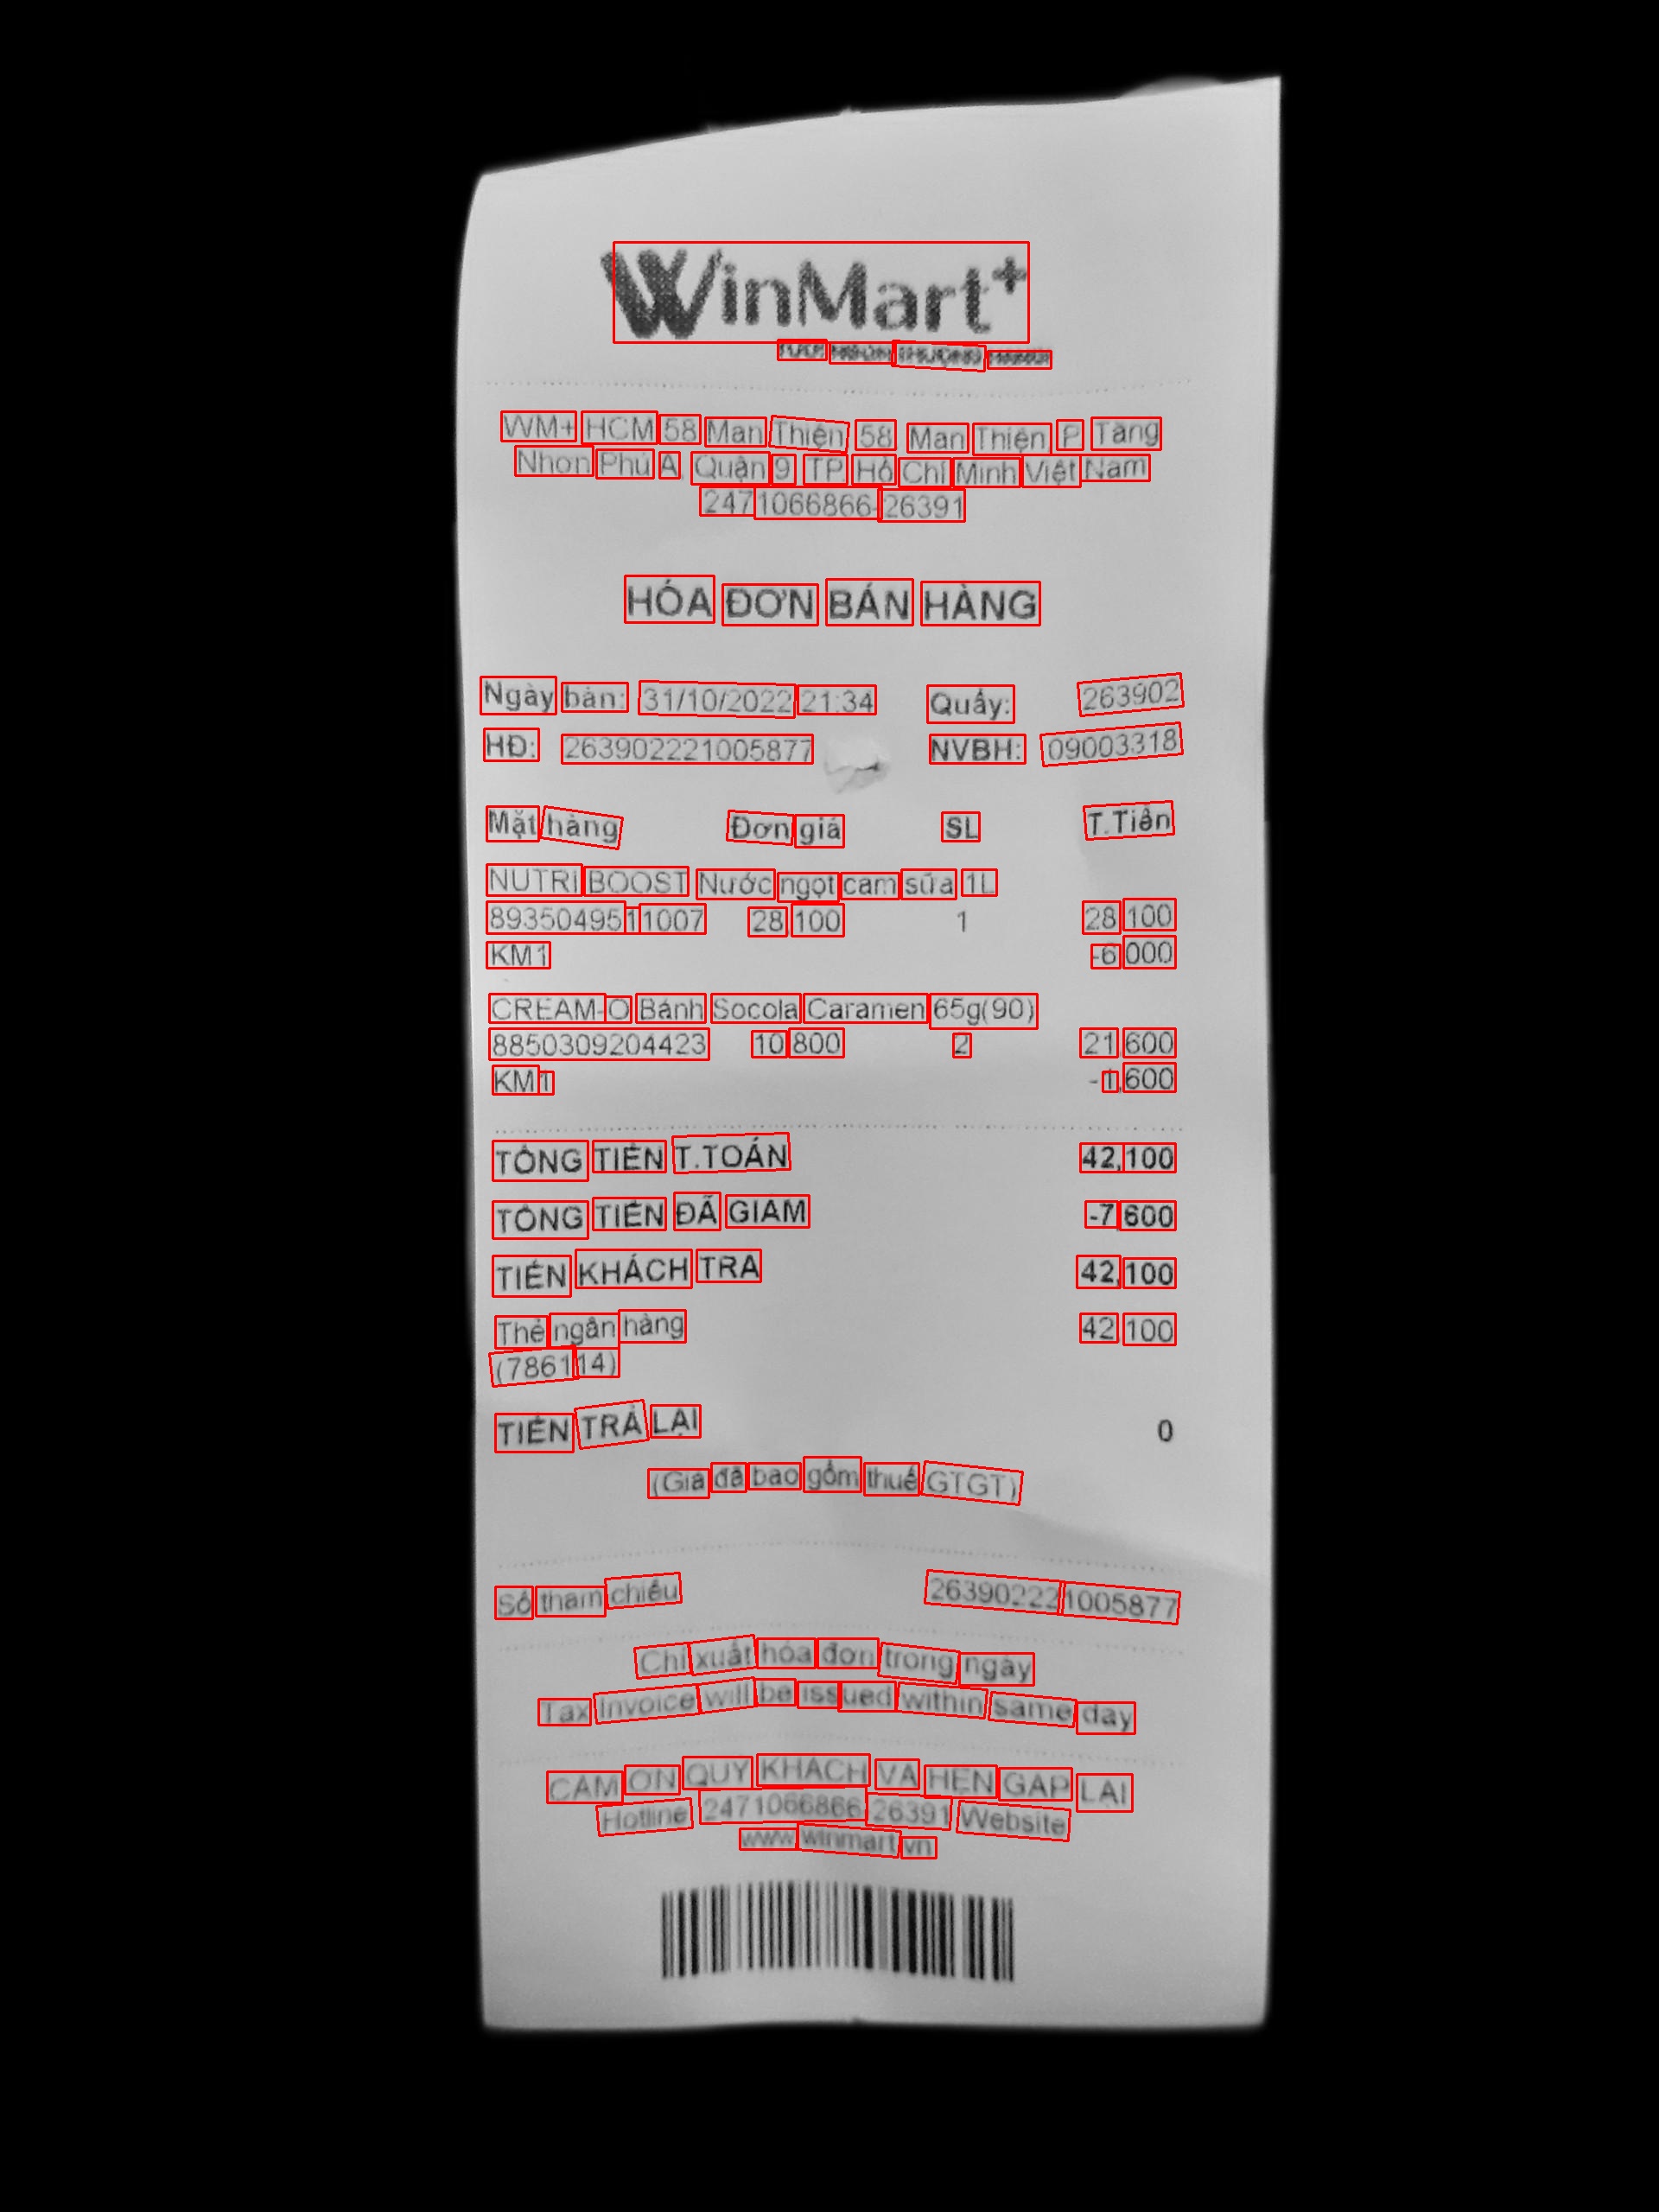 WinMart+
WM+ HCM 58 Man Thiện 58 Man Thiện, P. Tăng
Nhơn Phú A, Quận 9, TP. Hồ Chí Minh Việt Nam
2471066866-26391
HÓA ĐƠN BÁN HÀNG
Ngày bán: 31/10/2022 21:34 Quầy: 263902
HĐ: 263902221005877 NVBH: 09003318
Mặt hàng Đơn giá SL T.Tiền
NUTRI BOOST Nước ngọt cam sữa 1L
8935049511007 28,100 1 28,100
KM1 -6,000
CREAM-O Bánh Socola Caramen 65g(90)
8850309204423 10,800 2 21,600
KM1 -1,600
TỔNG TIỀN T.TOÁN 42,100
TỔNG TIỀN ĐÃ GIẢM -7,600
TIỀN KHÁCH TRẢ 42,100
Thẻ ngân hàng 42,100
(786114)
TIỀN TRẢ LẠI 0
(Giá đã bao gồm thuế GTGT)
Số tham chiếu 263902221005877
Chỉ xuất hóa đơn trong ngày
Tax Invoice will be issued within same day
CẢM ƠN QUÝ KHÁCH VÀ HẸN GẶP LẠI
Hotline 2471066866-26391 Website
www.winmart.vn